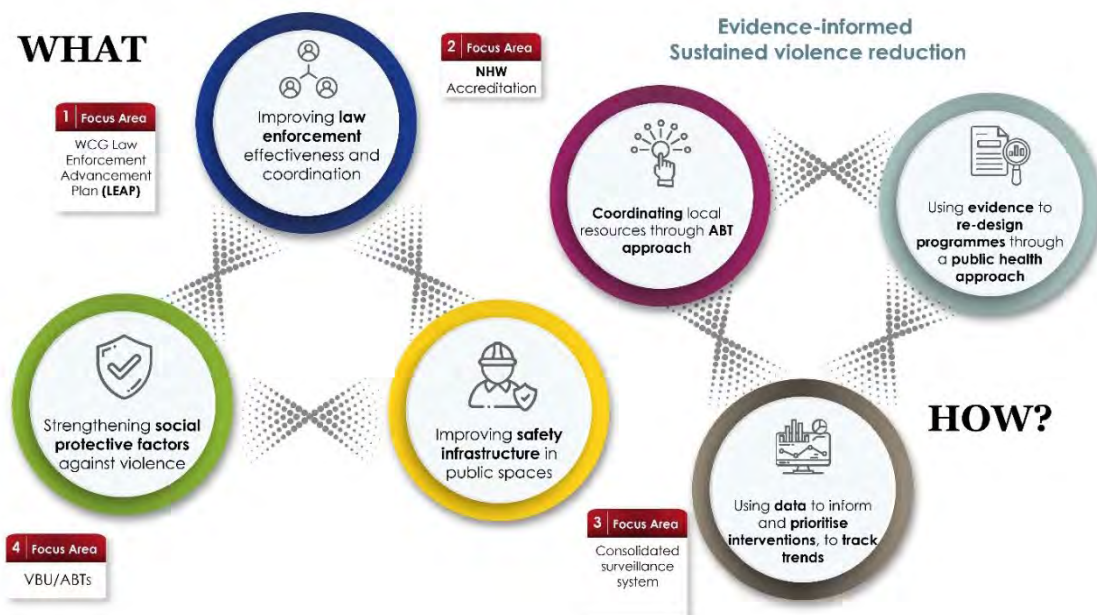 WHAT
1 Focus Area
WCG Law
Enforcement
Advancement
Plan (LEAP)
Improving law
enforcement
effectiveness and
coordination
2 Focus Area
NHW
Accreditation
Strengthening social
protective factors
against violence
Improving safety
infrastructure in
public spaces
4 Focus Area
VBU/ABTs
Evidence-informed
Sustained violence reduction
Coordinating local
resources through ABT
approach
Using evidence to
re-design
programmes through
a public health
approach
HOW?
Using data to inform
and prioritise
interventions, to track
trends
3 Focus Area
Consolidated
surveillance
system